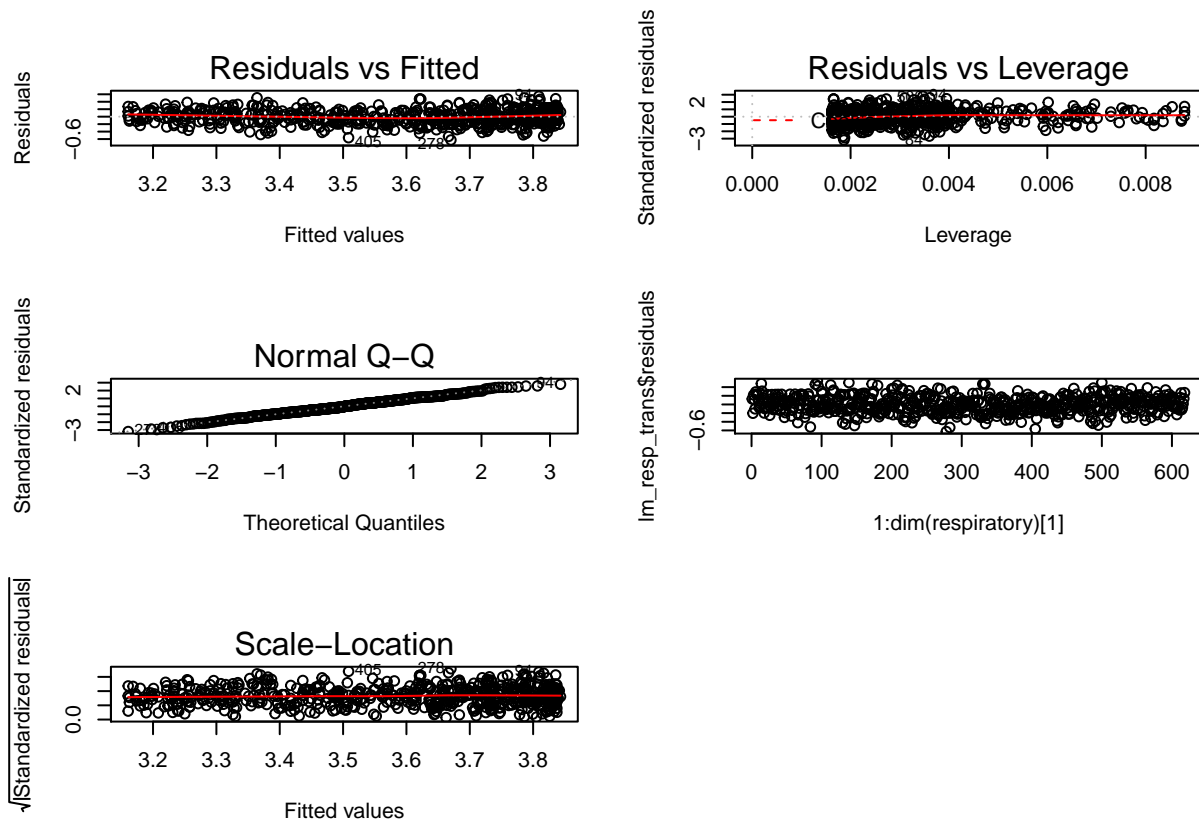 Residuals vs Fitted
Residuals
−0.6
405
278
94
3.2 3.3 3.4 3.5 3.6 3.7 3.8
Fitted values
Residuals vs Leverage
Standardized residuals
2
−3
C
94
84
0.000 0.002 0.004 0.006 0.008
Leverage
Normal Q−Q
Standardized residuals
2
−3
94
−3 −2 −1 0 1 2 3
Theoretical Quantiles
lm_resp_trans$residuals
−0.6
0 100 200 300 400 500 600
1:dim(respiratory)[1]
Scale−Location
√|Standardized residuals|
0.0
405
278
3.2 3.3 3.4 3.5 3.6 3.7 3.8
Fitted values